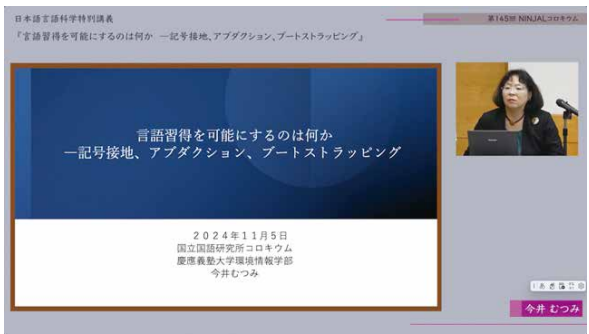 日本語言語科学特別講義
第145回 NINJALコロキウム
『言語習得を可能にするのは何か ―記号接地、アブダクション、ブートストラッピング』
言語習得を可能にするのは何か
―記号接地、アブダクション、ブートストラッピング
２０２４年１１月５日
国立国語研究所コロキウム
慶應義塾大学環境情報学部
今井むつみ
今井 むつみ